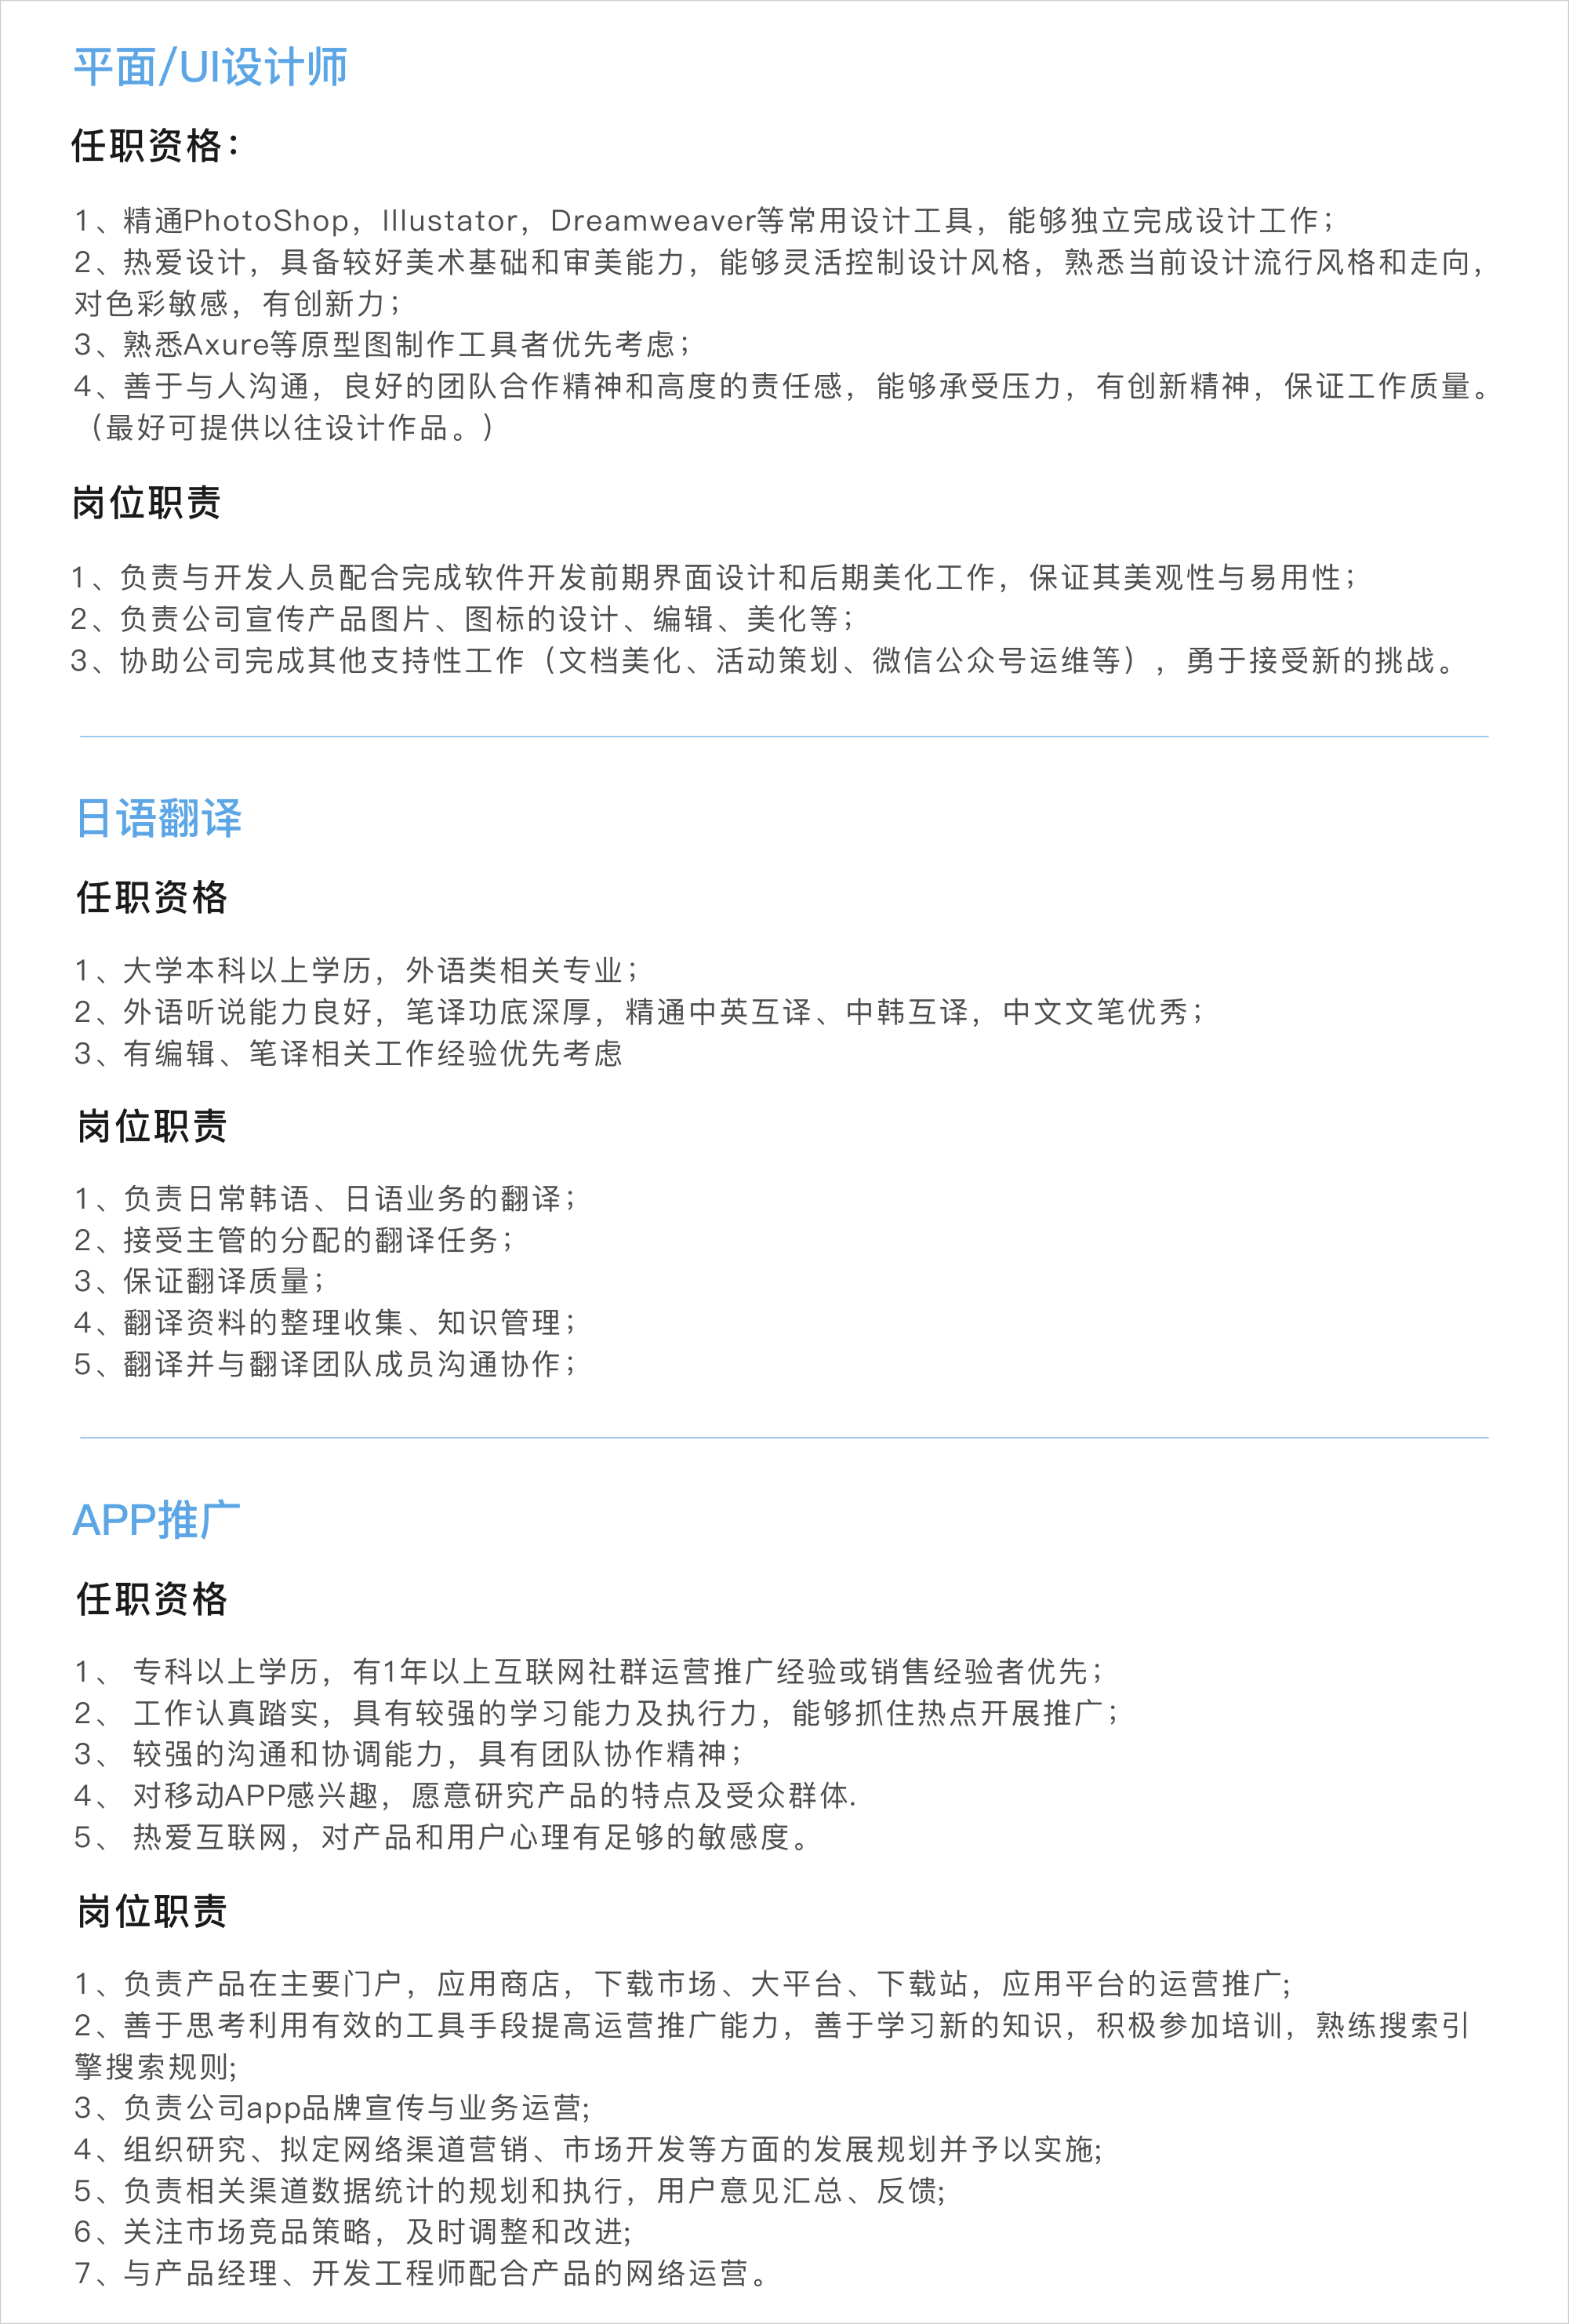 平面/UI设计师
任职资格：
1、精通PhotoShop，Illustator，Dreamweaver等常用设计工具，能够独立完成设计工作；
2、热爱设计，具备较好美术基础和审美能力，能够灵活控制设计风格，熟悉当前设计流行风格和走向，
对色彩敏感，有创新力；
3、熟悉Axure等原型图制作工具者优先考虑；
4、善于与人沟通，良好的团队合作精神和高度的责任感，能够承受压力，有创新精神，保证工作质量。
（最好可提供以往设计作品。）
岗位职责
1、负责与开发人员配合完成软件开发前期界面设计和后期美化工作，保证其美观性与易用性；
2、负责公司宣传产品图片、图标的设计、编辑、美化等；
3、协助公司完成其他支持性工作（文档美化、活动策划、微信公众号运维等），勇于接受新的挑战。
日语翻译
任职资格
1、大学本科以上学历，外语类相关专业；
2、外语听说能力良好，笔译功底深厚，精通中英互译、中韩互译，中文文笔优秀；
3、有编辑、笔译相关工作经验优先考虑
岗位职责
1、负责日常韩语、日语业务的翻译；
2、接受主管的分配的翻译任务；
3、保证翻译质量；
4、翻译资料的整理收集、知识管理；
5、翻译并与翻译团队成员沟通协作；
APP推广
任职资格
1、 专科以上学历，有1年以上互联网社群运营推广经验或销售经验者优先；
2、 工作认真踏实，具有较强的学习能力及执行力，能够抓住热点开展推广；
3、 较强的沟通和协调能力，具有团队协作精神；
4、 对移动APP感兴趣，愿意研究产品的特点及受众群体.
5、 热爱互联网，对产品和用户心理有足够的敏感度。
岗位职责
1、负责产品在主要门户，应用商店，下载市场、大平台、下载站，应用平台的运营推广;
2、善于思考利用有效的工具手段提高运营推广能力，善于学习新的知识，积极参加培训，熟练搜索引
擎搜索规则;
3、负责公司app品牌宣传与业务运营;
4、组织研究、拟定网络渠道营销、市场开发等方面的发展规划并予以实施;
5、负责相关渠道数据统计的规划和执行，用户意见汇总、反馈;
6、关注市场竞品策略，及时调整和改进;
7、与产品经理、开发工程师配合产品的网络运营。